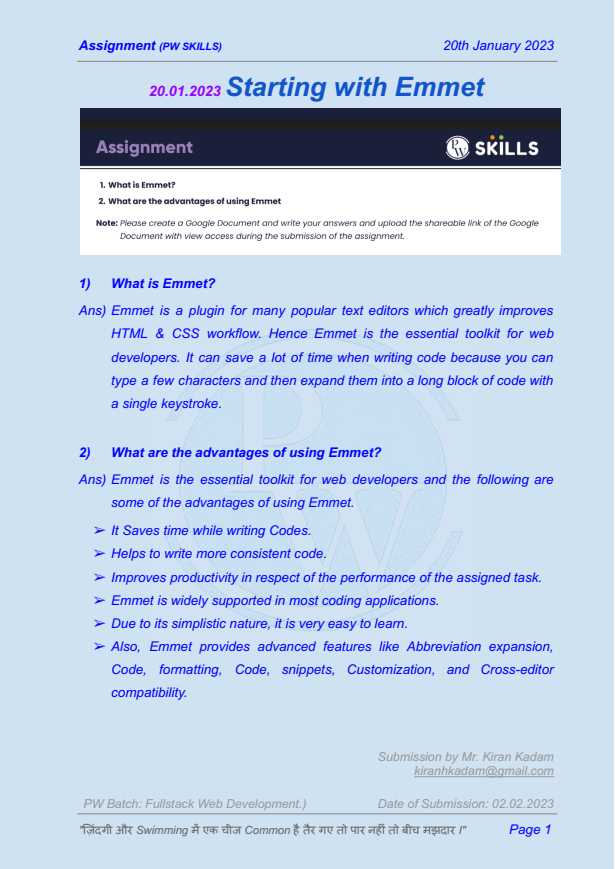 Assignment (PW SKILLS) 20th January 2023
20.01.2023 Starting with Emmet
Assignment PW SKILLS
1. What is Emmet?
2. What are the advantages of using Emmet
Note: Please create a Google Document and write your answers and upload the shareable link of the Google
Document with view access during the submission of the assignment.
1) What is Emmet?
Ans) Emmet is a plugin for many popular text editors which greatly improves
HTML & CSS workflow. Hence Emmet is the essential toolkit for web
developers. It can save a lot of time when writing code because you can
type a few characters and then expand them into a long block of code with
a single keystroke.
2) What are the advantages of using Emmet?
Ans) Emmet is the essential toolkit for web developers and the following are
some of the advantages of using Emmet.
➢ It Saves time while writing Codes.
➢ Helps to write more consistent code.
➢ Improves productivity in respect of the performance of the assigned task.
➢ Emmet is widely supported in most coding applications.
➢ Due to its simplistic nature, it is very easy to learn.
➢ Also, Emmet provides advanced features like Abbreviation expansion,
Code, formatting, Code, snippets, Customization, and Cross-editor
compatibility.
PW
Submission by Mr. Kiran Kadam
kiranhkadam@gmail.com
PW Batch: Fullstack Web Development.) Date of Submission: 02.02.2023
"ज़िंदगी और Swimming में एक चीज Common है तैर गए तो पार नहीं तो बीच मझदार।" Page 1